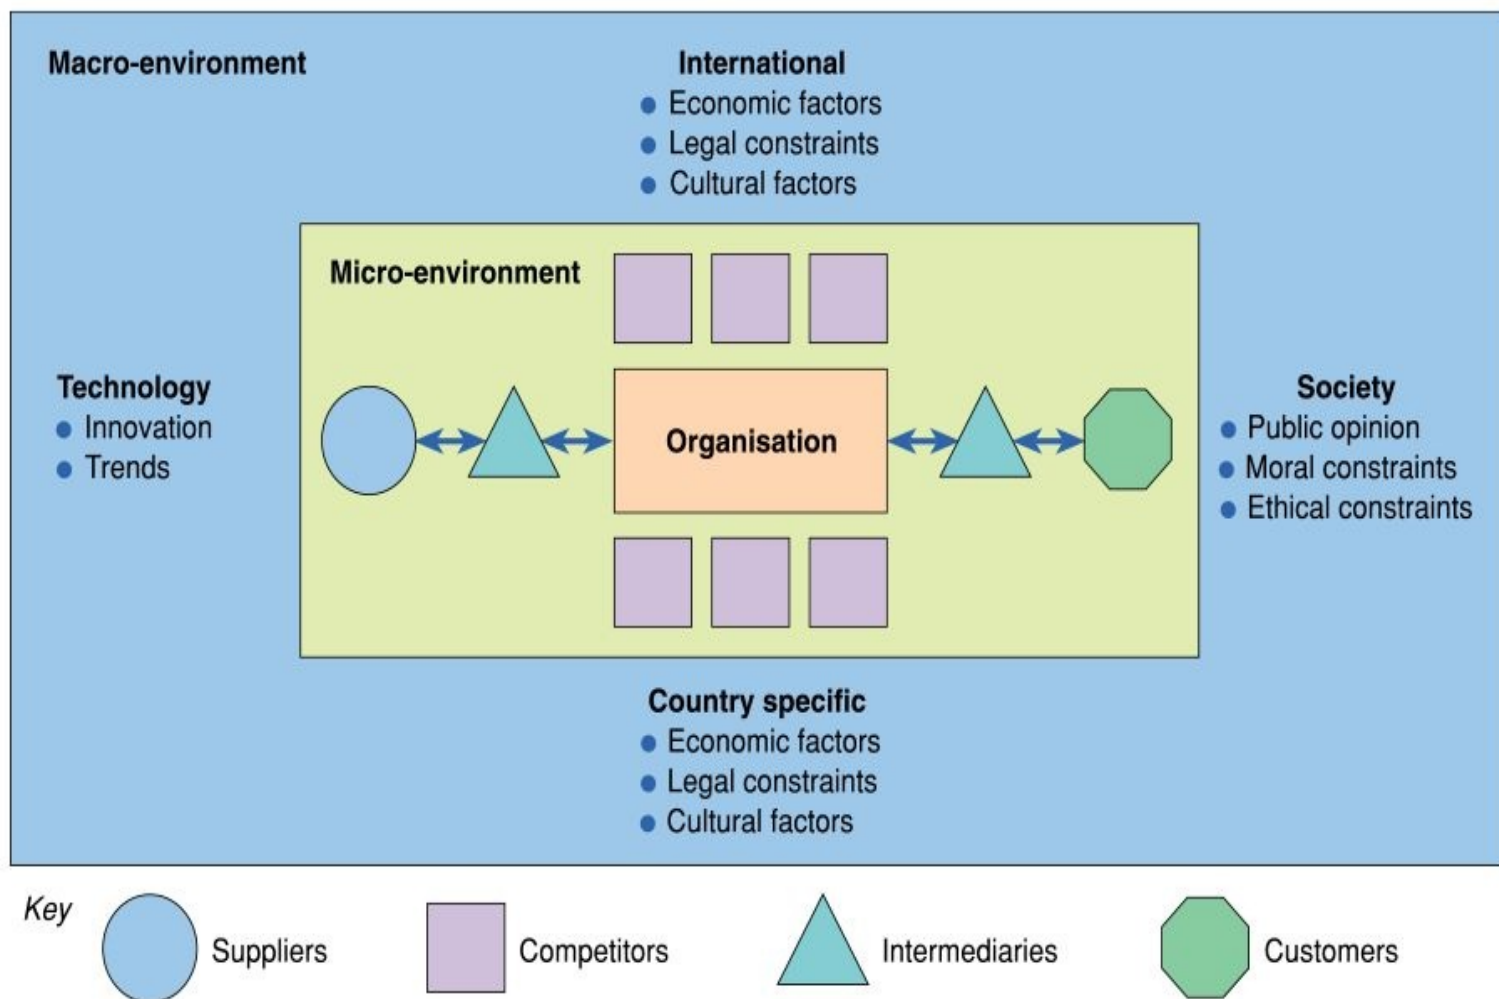 Macro-environment
International
Economic factors
Legal constraints
Cultural factors
Micro-environment
Technology
Innovation
Trends
Organisation
Society
Public opinion
Moral constraints
Ethical constraints
Country specific
Economic factors
Legal constraints
Cultural factors
Key
Suppliers
Competitors
Intermediaries
Customers